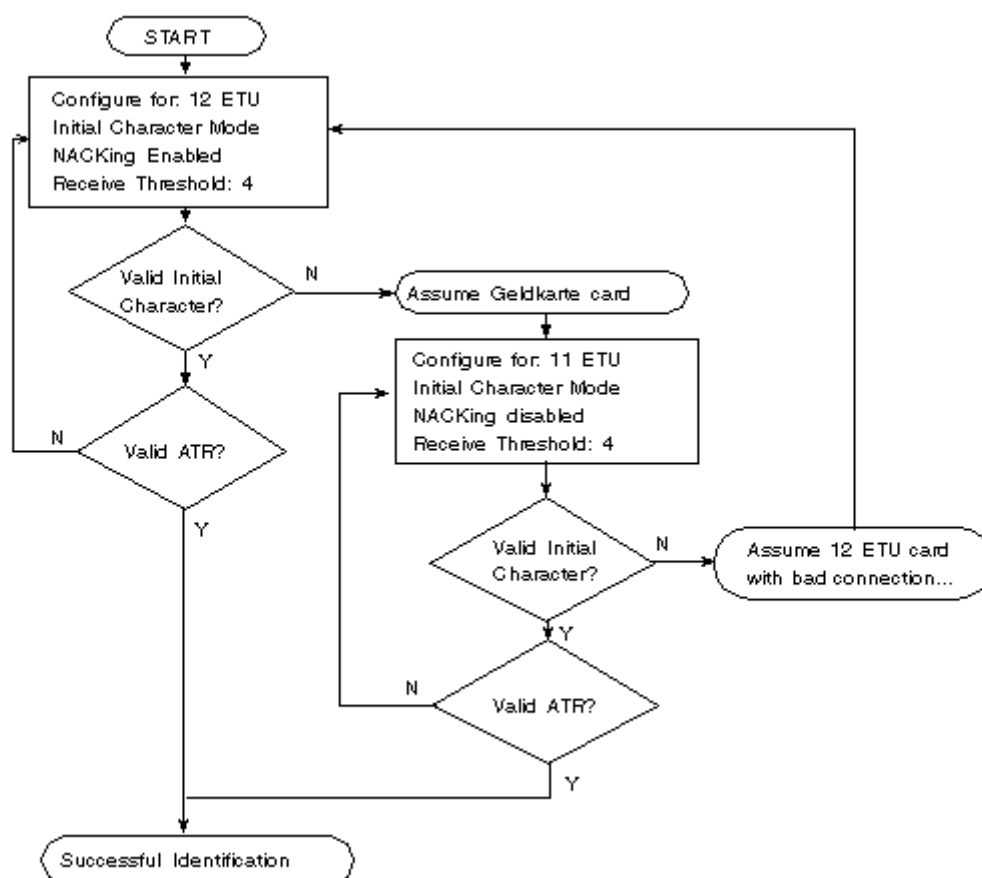 START
Configure for: 12 ETU
Initial Character Mode
NACKing Enabled
Receive Threshold: 4
Valid Initial
Character?
N
Assume Geldkarte card
Y
Configure for: 11 ETU
Initial Character Mode
NACKing disabled
Receive Threshold: 4
N
Valid ATR?
Y
Valid Initial
Character?
N
Assume 12 ETU card
with bad connection...
Y
N
Valid ATR?
Y
Successful Identification